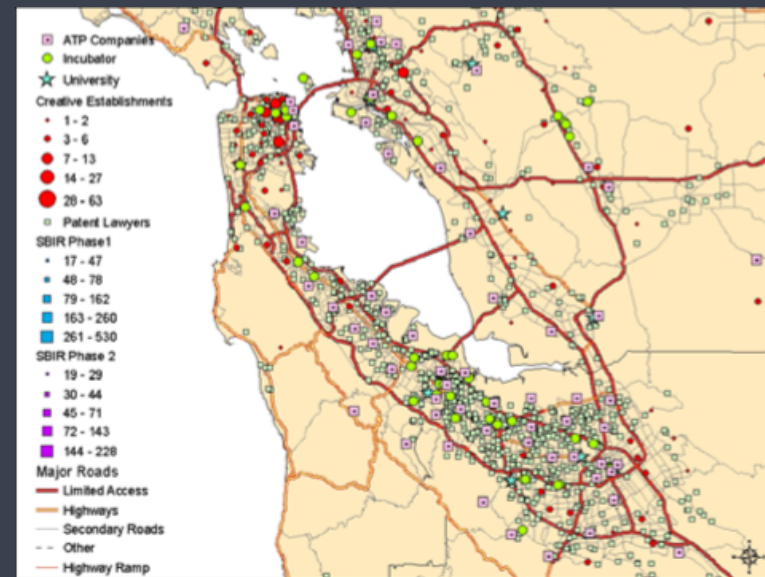 ATP Companies
Incubator
University
Creative Establishments
1 - 2
3 - 6
7 - 13
14 - 27
28 - 63
Patent Lawyers
SBIR Phase1
17 - 47
48 - 78
79 - 162
163 - 260
261 - 530
SBIR Phase 2
19 - 29
30 - 44
45 - 71
72 - 143
144 - 228
Major Roads
Limited Access
Highways
Secondary Roads
Other
Highway Ramp